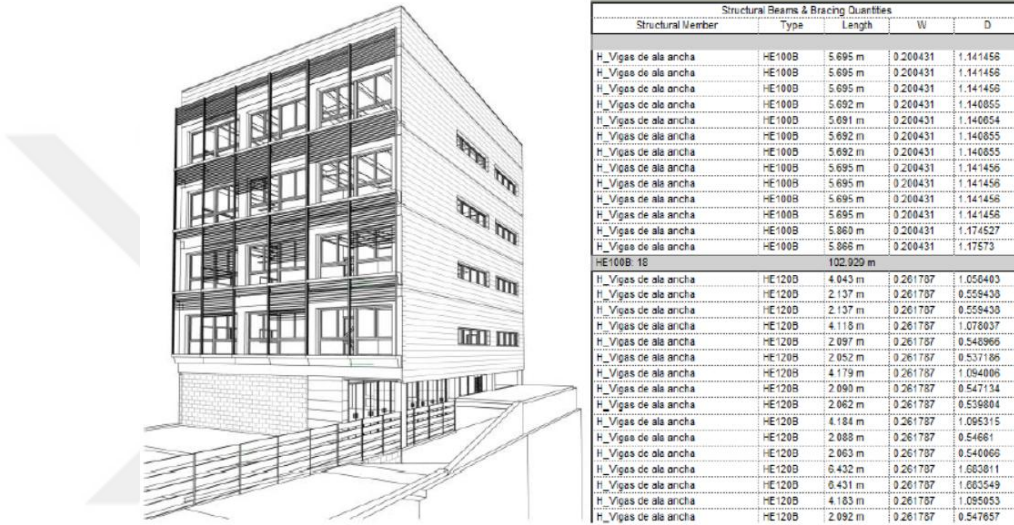 Structural Beams & Bracing Quantities
Structural Member Type Length W D
H_Vigas de ala ancha HE100B 5.695 m 0.200431 1.141456
H_Vigas de ala ancha HE100B 5.695 m 0.200431 1.141456
H_Vigas de ala ancha HE100B 5.695 m 0.200431 1.141456
H_Vigas de ala ancha HE100B 5.692 m 0.200431 1.140855
H_Vigas de ala ancha HE100B 5.691 m 0.200431 1.140654
H_Vigas de ala ancha HE100B 5.692 m 0.200431 1.140855
H_Vigas de ala ancha HE100B 5.692 m 0.200431 1.140855
H_Vigas de ala ancha HE100B 5.695 m 0.200431 1.141456
H_Vigas de ala ancha HE100B 5.695 m 0.200431 1.141456
H_Vigas de ala ancha HE100B 5.695 m 0.200431 1.141456
H_Vigas de ala ancha HE100B 5.695 m 0.200431 1.141456
H_Vigas de ala ancha HE100B 5.860 m 0.200431 1.174527
H_Vigas de ala ancha HE100B 5.866 m 0.200431 1.17573
HE100B: 18 102.929 m
H_Vigas de ala ancha HE120B 4.043 m 0.261787 1.058403
H_Vigas de ala ancha HE120B 2.137 m 0.261787 0.559438
H_Vigas de ala ancha HE120B 2.137 m 0.261787 0.559438
H_Vigas de ala ancha HE120B 4.118 m 0.261787 1.078037
H_Vigas de ala ancha HE120B 2.097 m 0.261787 0.548966
H_Vigas de ala ancha HE120B 2.052 m 0.261787 0.537186
H_Vigas de ala ancha HE120B 4.179 m 0.261787 1.094006
H_Vigas de ala ancha HE120B 2.090 m 0.261787 0.547134
H_Vigas de ala ancha HE120B 2.062 m 0.261787 0.539804
H_Vigas de ala ancha HE120B 4.184 m 0.261787 1.095315
H_Vigas de ala ancha HE120B 2.088 m 0.261787 0.54661
H_Vigas de ala ancha HE120B 2.063 m 0.261787 0.540066
H_Vigas de ala ancha HE120B 6.432 m 0.261787 1.683811
H_Vigas de ala ancha HE120B 6.431 m 0.261787 1.683549
H_Vigas de ala ancha HE120B 4.183 m 0.261787 1.095053
H_Vigas de ala ancha HE120B 2.092 m 0.261787 0.547657